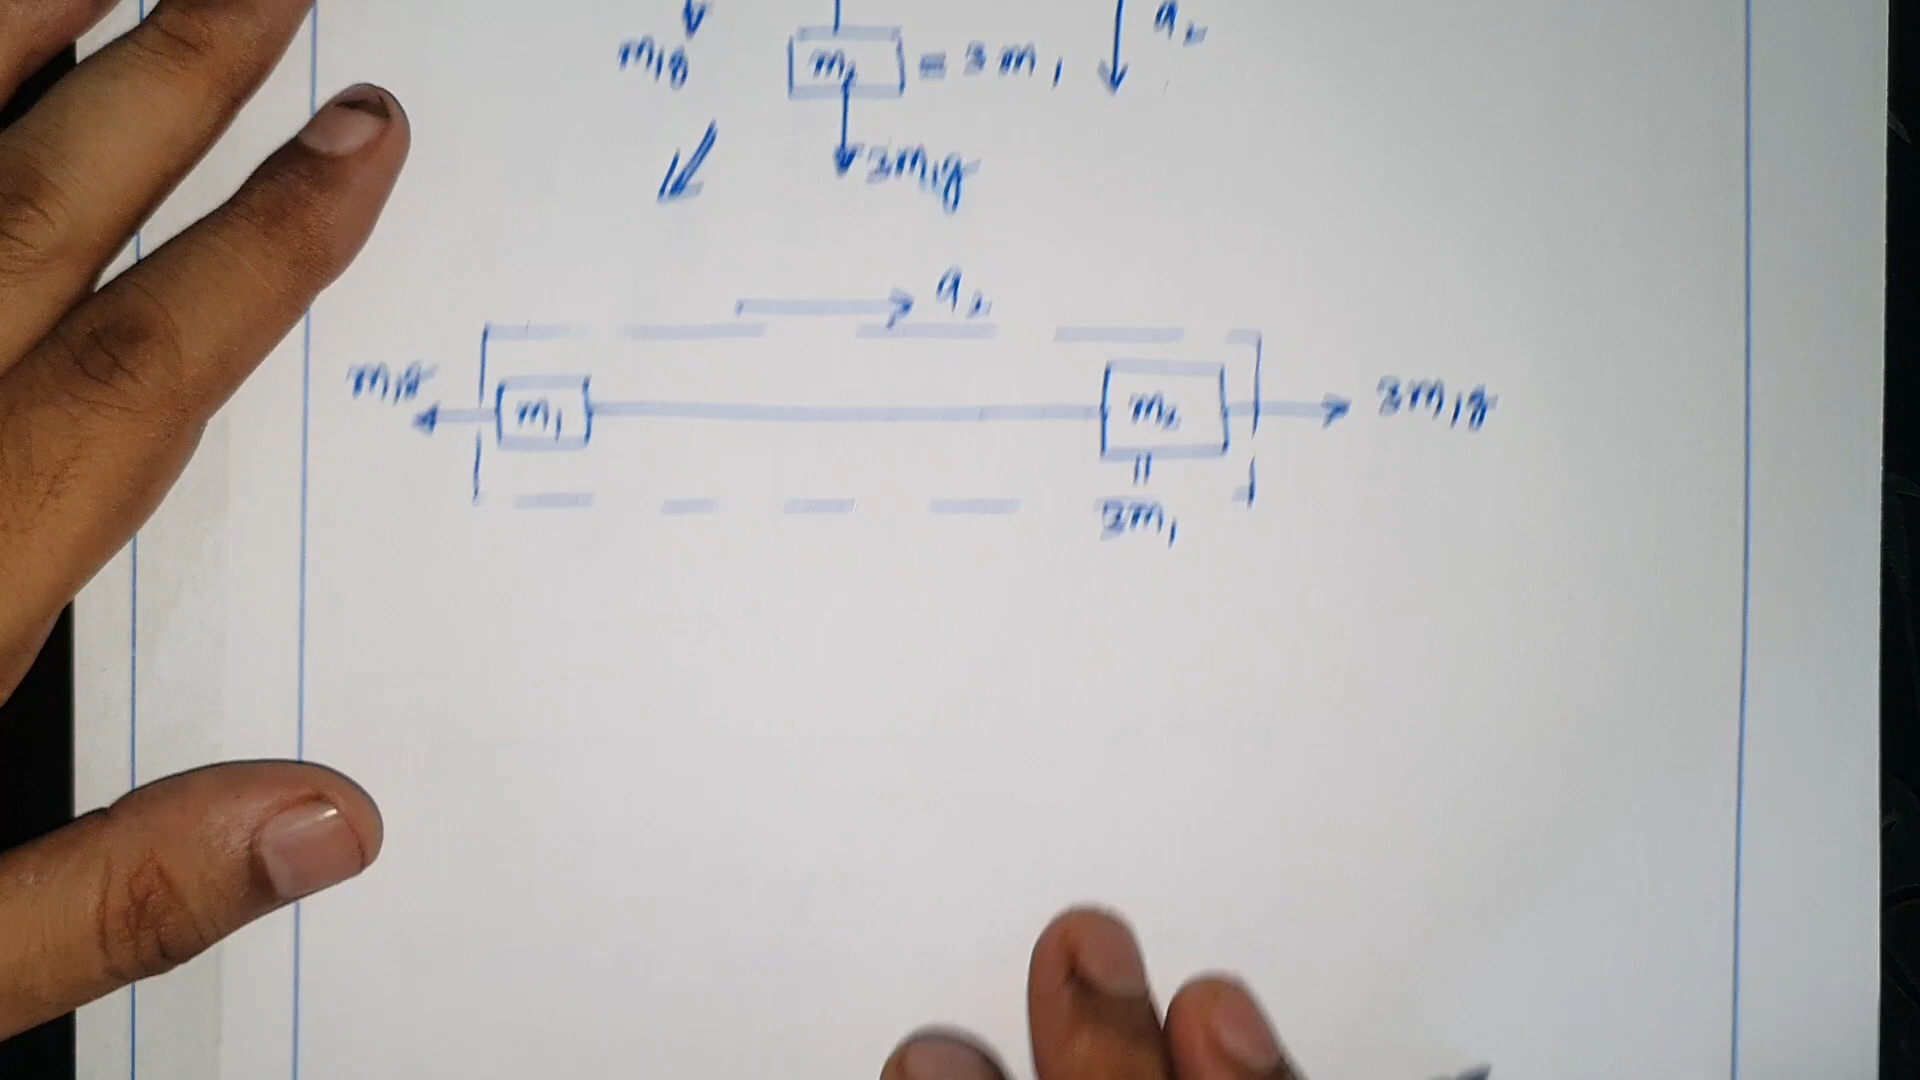 a₂
m₁g
m₂ = 3m₁
3m₁g
a₂
m₁g
m₁
m₂
3m₁g
||
3m₁